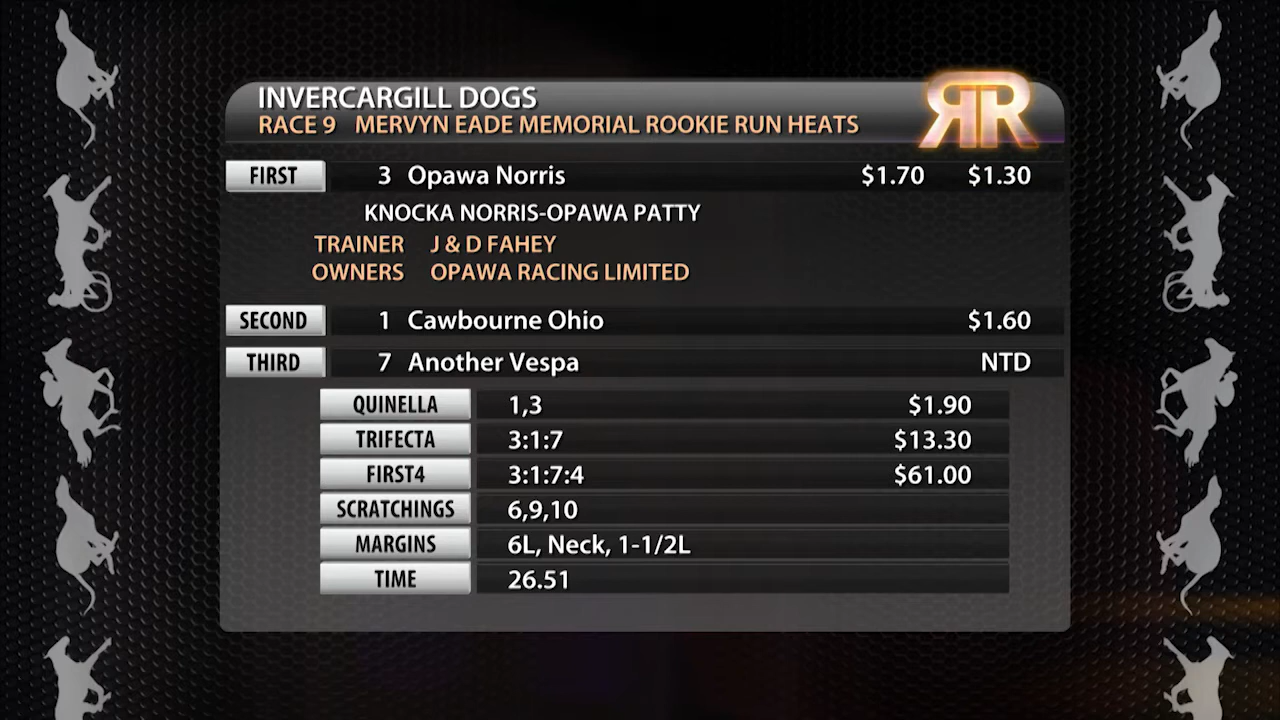 INVERCARGILL DOGS
RACE 9 MERVYN EADE MEMORIAL ROOKIE RUN HEATS
RR
FIRST 3 Opawa Norris $1.70 $1.30
KNOCKA NORRIS-OPAWA PATTY
TRAINER J & D FAHEY
OWNERS OPAWA RACING LIMITED
SECOND 1 Cawbourne Ohio $1.60
THIRD 7 Another Vespa NTD
QUINELLA 1,3 $1.90
TRIFECTA 3:1:7 $13.30
FIRST4 3:1:7:4 $61.00
SCRATCHINGS 6,9,10
MARGINS 6L, Neck, 1-1/2L
TIME 26.51